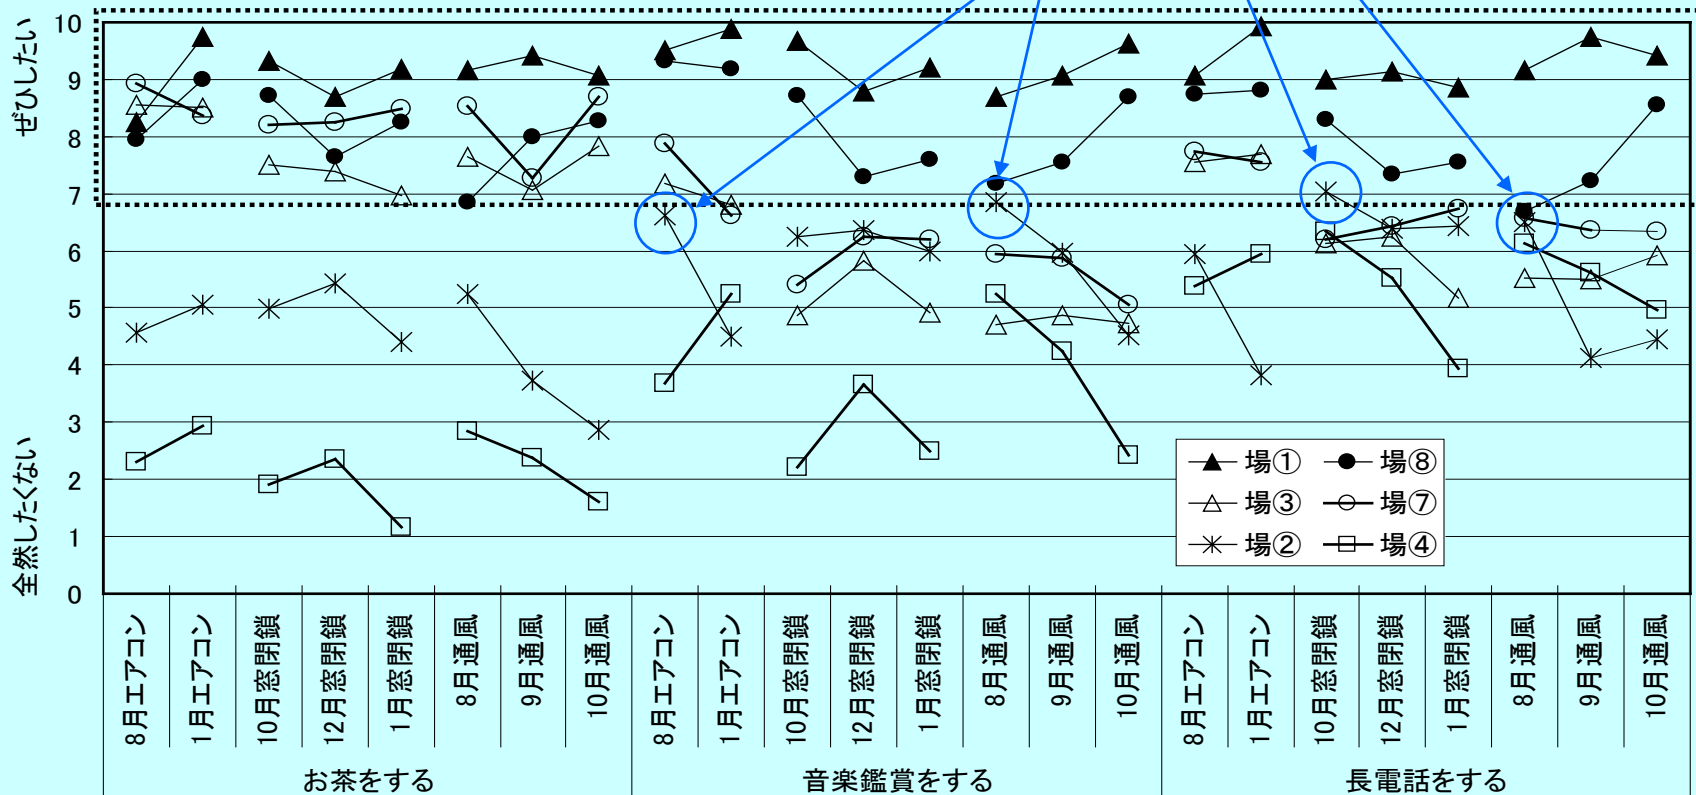 ぜひしたい
全然したくない
10
9
8
7
6
5
4
3
2
1
0
場① 場⑧
場③ 場⑦
場② 場④
8月エアコン
1月エアコン
10月窓閉鎖
12月窓閉鎖
1月窓閉鎖
8月通風
9月通風
10月通風
8月エアコン
1月エアコン
10月窓閉鎖
12月窓閉鎖
1月窓閉鎖
8月通風
9月通風
10月通風
8月エアコン
1月エアコン
10月窓閉鎖
12月窓閉鎖
1月窓閉鎖
8月通風
9月通風
10月通風
お茶をする
音楽鑑賞をする
長電話をする